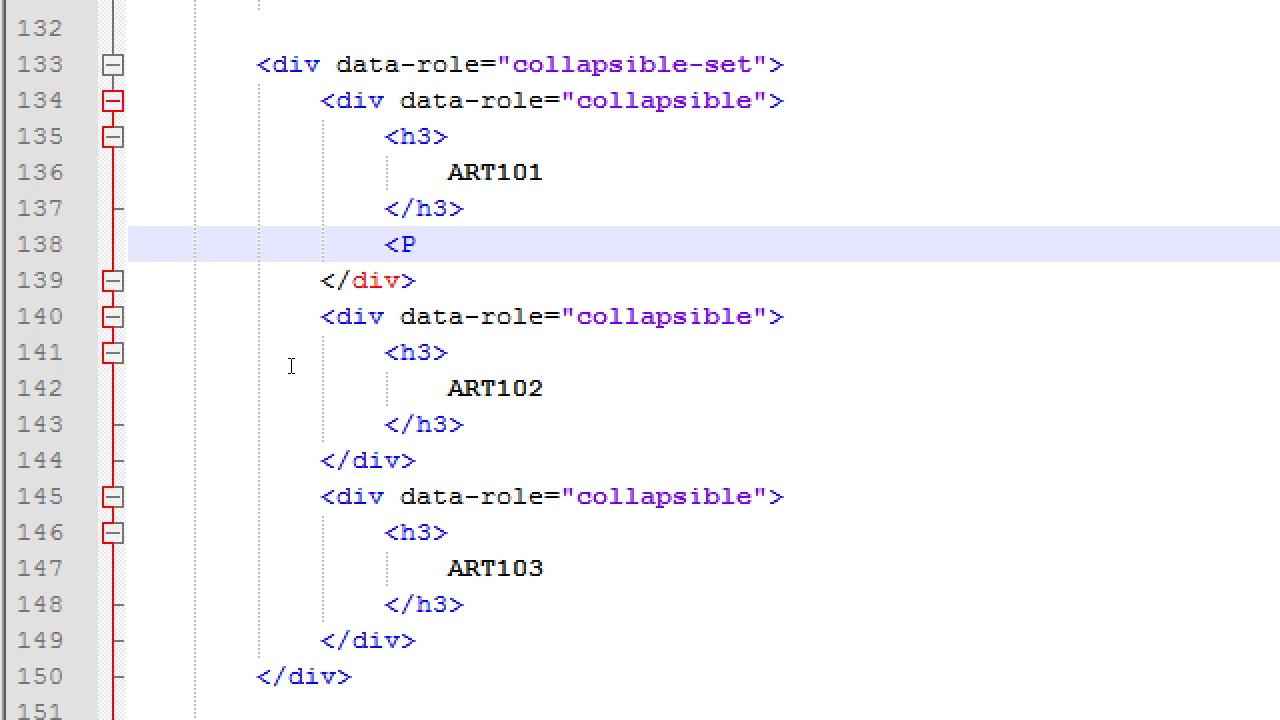 132
133 <div data-role="collapsible-set">
134 <div data-role="collapsible">
135 <h3>
136 ART101
137 </h3>
138 <P
139 </div>
140 <div data-role="collapsible">
141 <h3>
142 ART102
143 </h3>
144 </div>
145 <div data-role="collapsible">
146 <h3>
147 ART103
148 </h3>
149 </div>
150 </div>
151